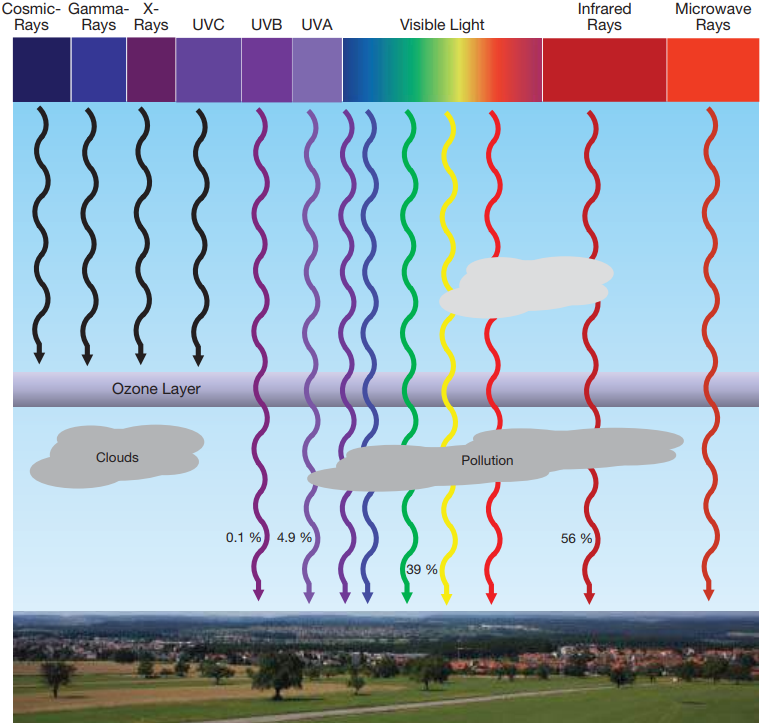 Cosmic-
Rays
Gamma-
Rays
X-
Rays
UVC
UVB
UVA
Visible Light
Infrared
Rays
Microwave
Rays
Ozone Layer
Clouds
Pollution
0.1 %
4.9 %
56 %
39 %